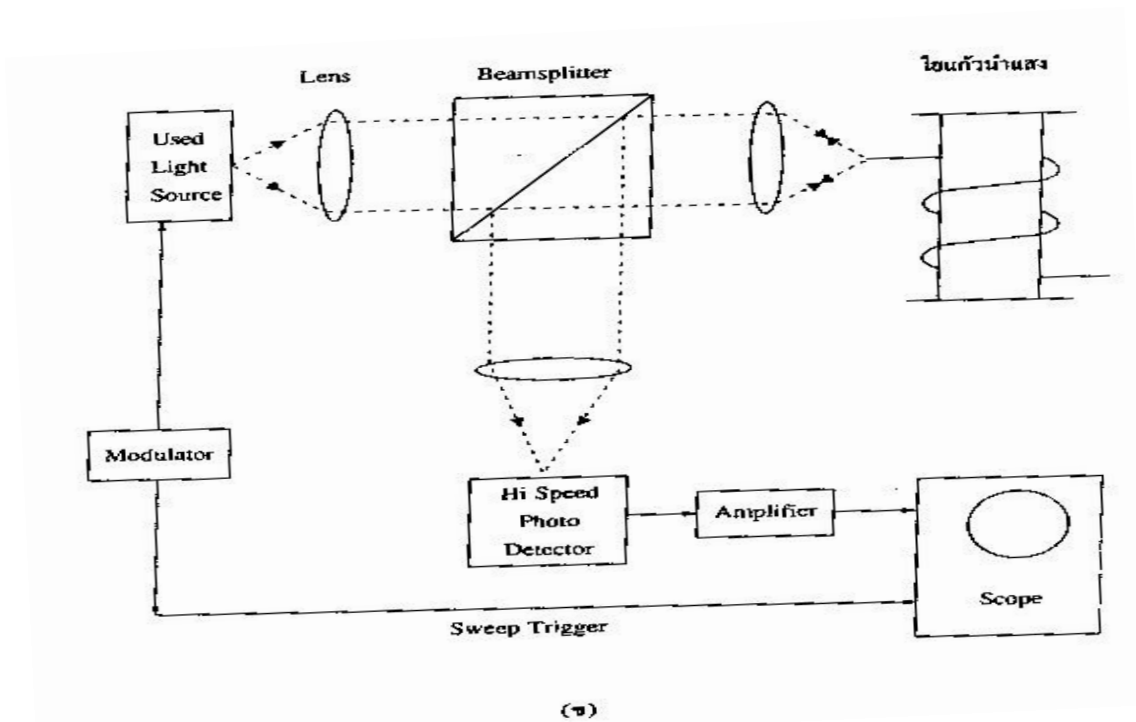 Lens
Beamsplitter
ใยแก้วนำแสง
Used
Light
Source
Modulator
Hi Speed
Photo
Detector
Amplifier
Scope
Sweep Trigger
(ข)